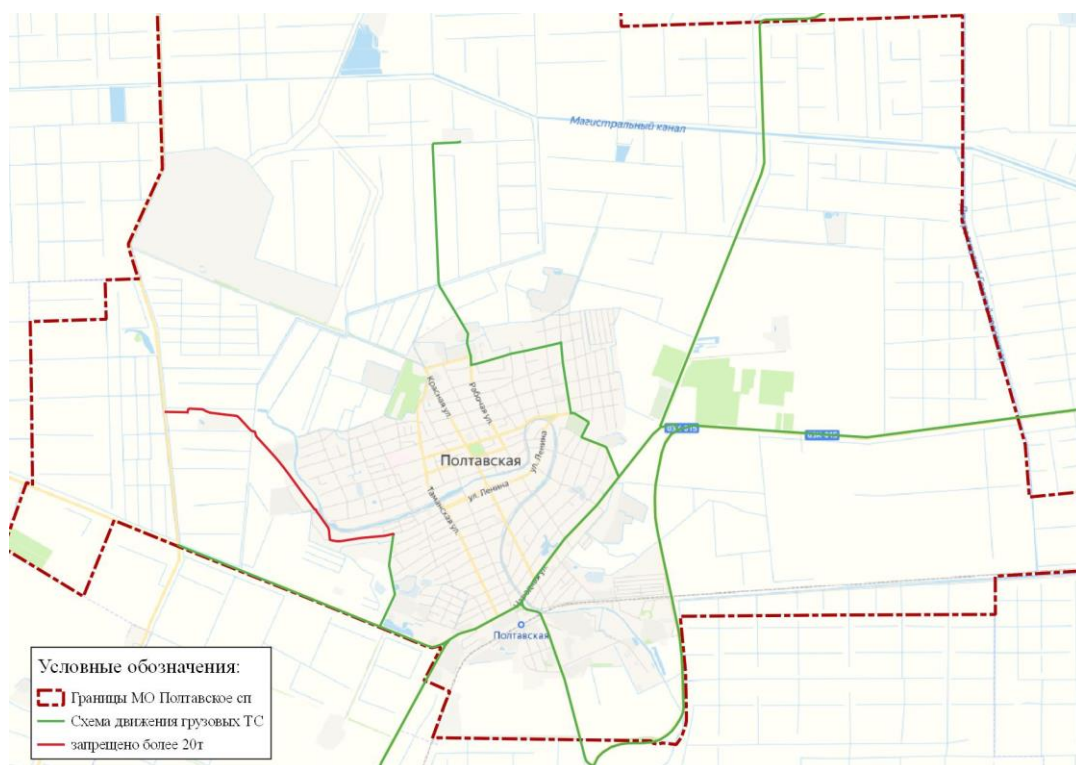 Магистральный канал
Красная ул.
Рабочая ул.
Полтавская
ул. Ленина
ул. Ленина
Таманская ул.
Полтавская
Условные обозначения:
Границы МО Полтавское сп
Схема движения грузовых ТС
запрещено более 20т